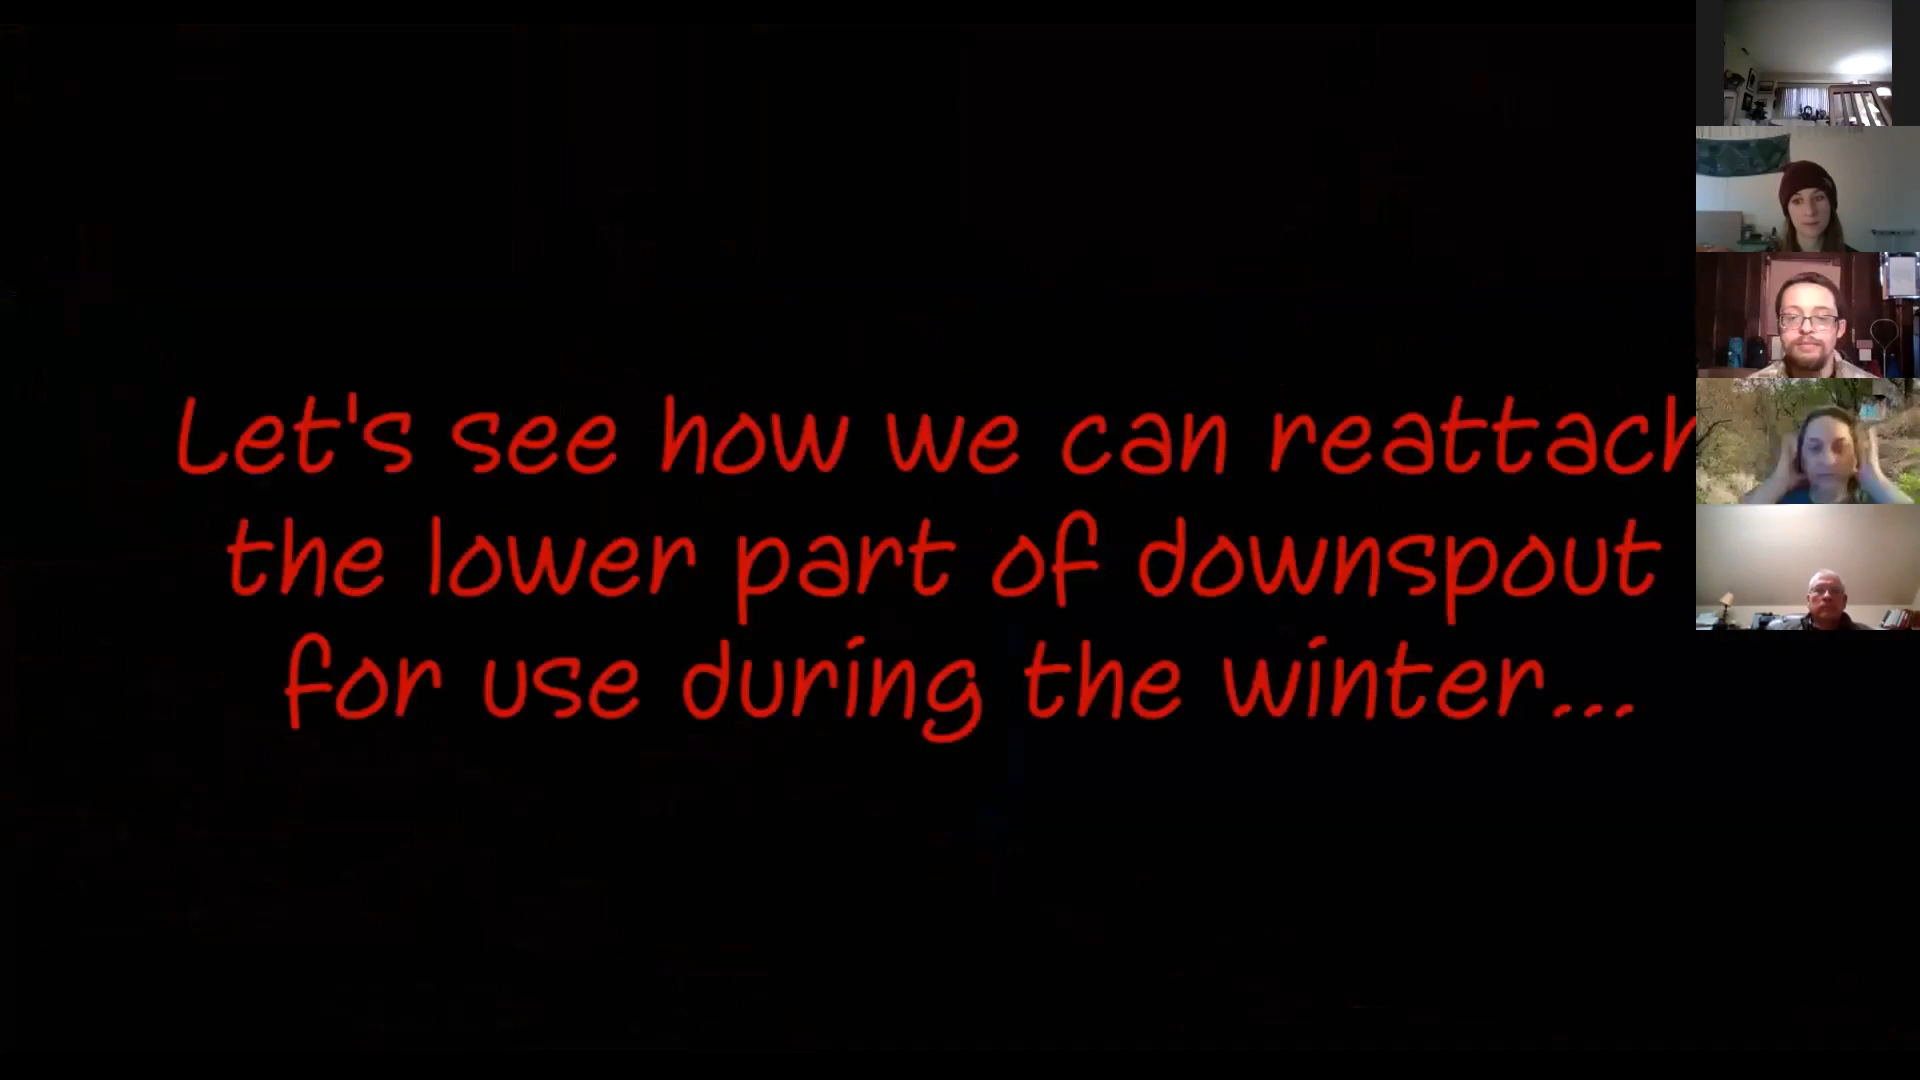 Let's see how we can reattach
the lower part of downspout
for use during the winter...